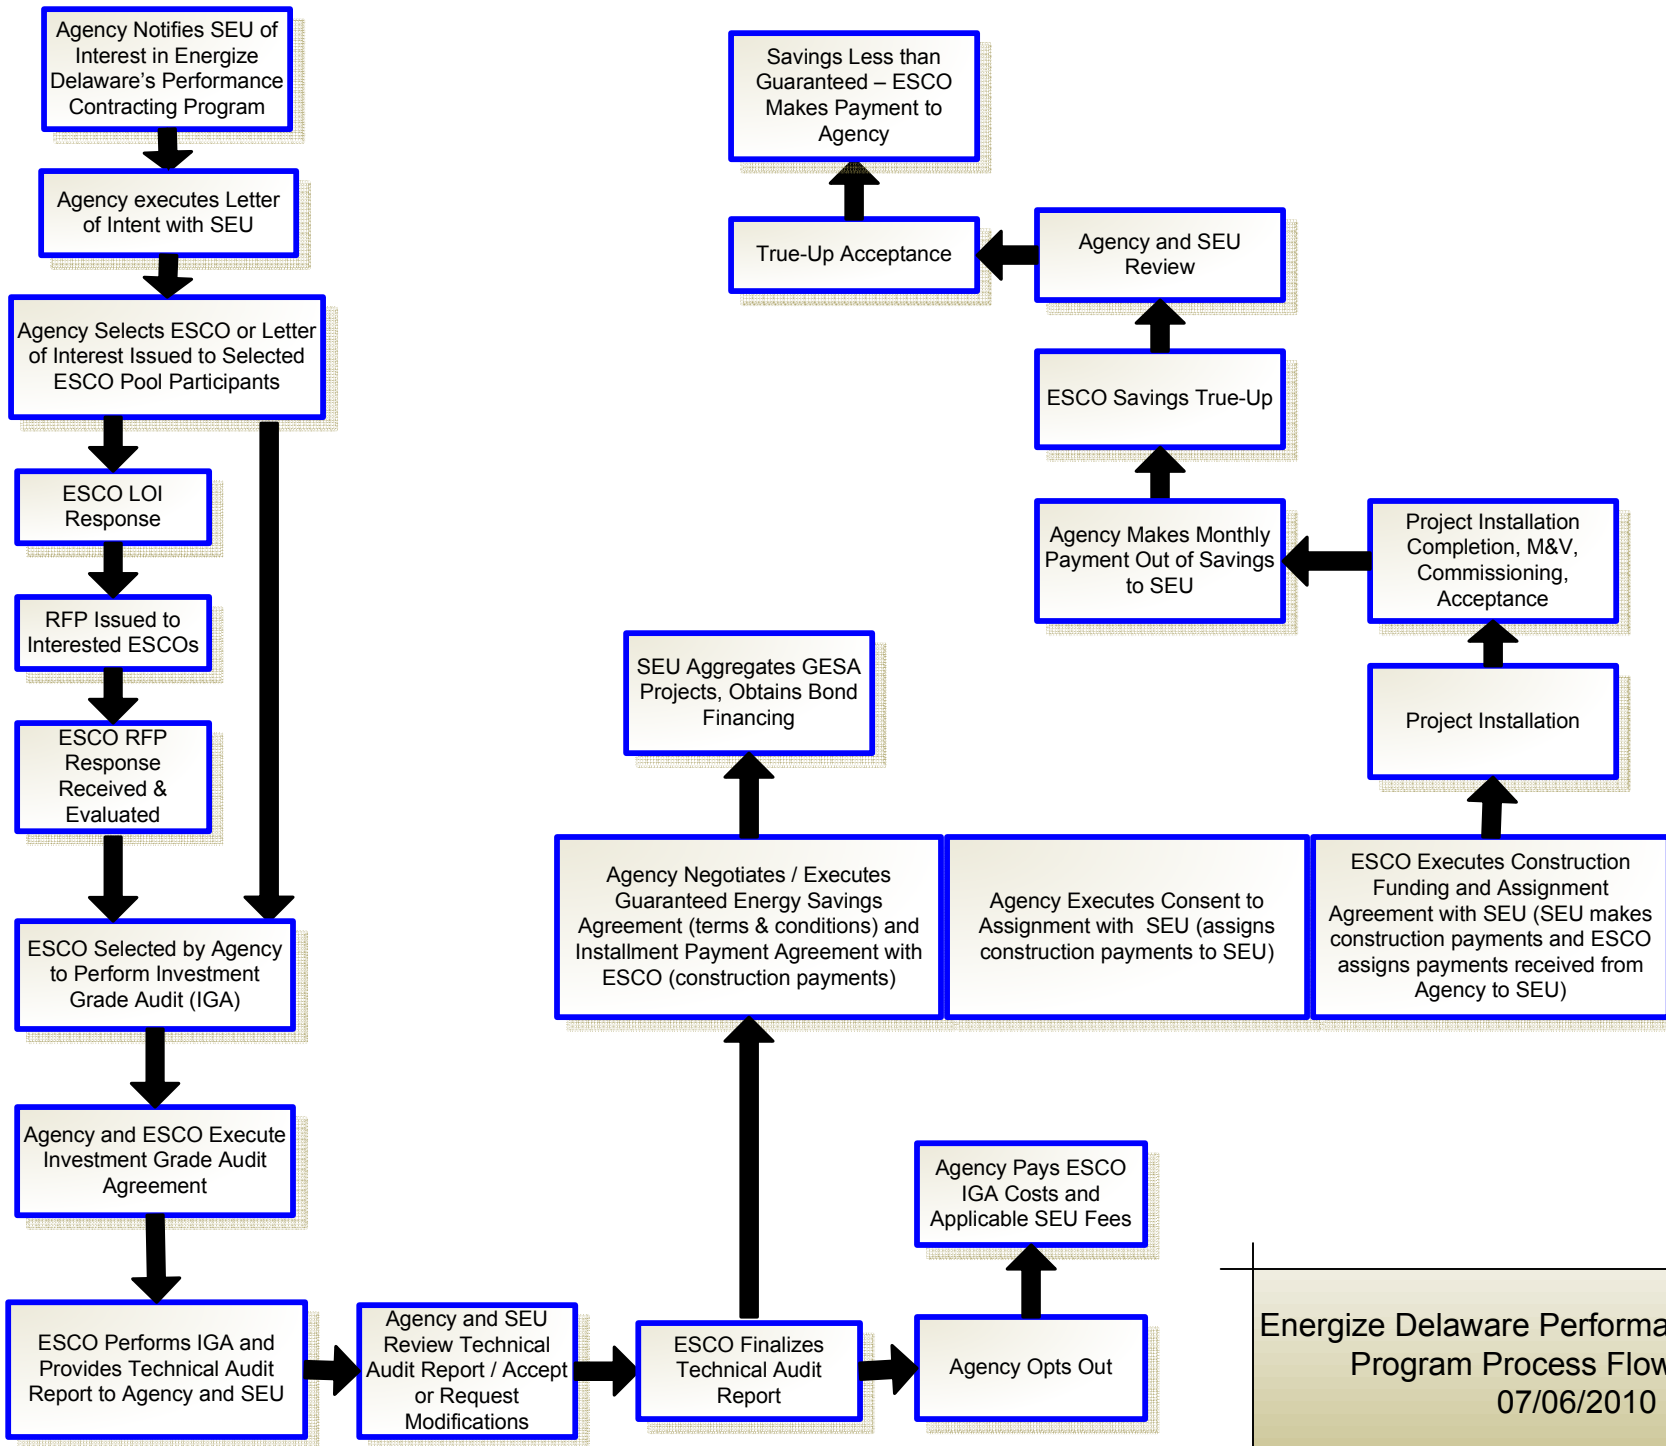 Agency Notifies SEU of
Interest in Energize
Delaware's Performance
Contracting Program
Agency executes Letter
of Intent with SEU
Agency Selects ESCO or Letter
of Interest Issued to Selected
ESCO Pool Participants
ESCO LOI
Response
RFP Issued to
Interested ESCOs
ESCO RFP
Response
Received &
Evaluated
ESCO Selected by Agency
to Perform Investment
Grade Audit (IGA)
Agency and ESCO Execute
Investment Grade Audit
Agreement
ESCO Performs IGA and
Provides Technical Audit
Report to Agency and SEU
Agency and SEU
Review Technical
Audit Report / Accept
or Request
Modifications
ESCO Finalizes
Technical Audit
Report
Agency Opts Out
Agency Pays ESCO
IGA Costs and
Applicable SEU Fees
Agency Negotiates / Executes
Guaranteed Energy Savings
Agreement (terms & conditions) and
Installment Payment Agreement with
ESCO (construction payments)
SEU Aggregates GESA
Projects, Obtains Bond
Financing
Agency Executes Consent to
Assignment with SEU (assigns
construction payments to SEU)
ESCO Executes Construction
Funding and Assignment
Agreement with SEU (SEU makes
construction payments and ESCO
assigns payments received from
Agency to SEU)
Project Installation
Project Installation
Completion, M&V,
Commissioning,
Acceptance
Agency Makes Monthly
Payment Out of Savings
to SEU
ESCO Savings True-Up
Agency and SEU
Review
True-Up Acceptance
Savings Less than
Guaranteed – ESCO
Makes Payment to
Agency
Energize Delaware Performa
Program Process Flow
07/06/2010